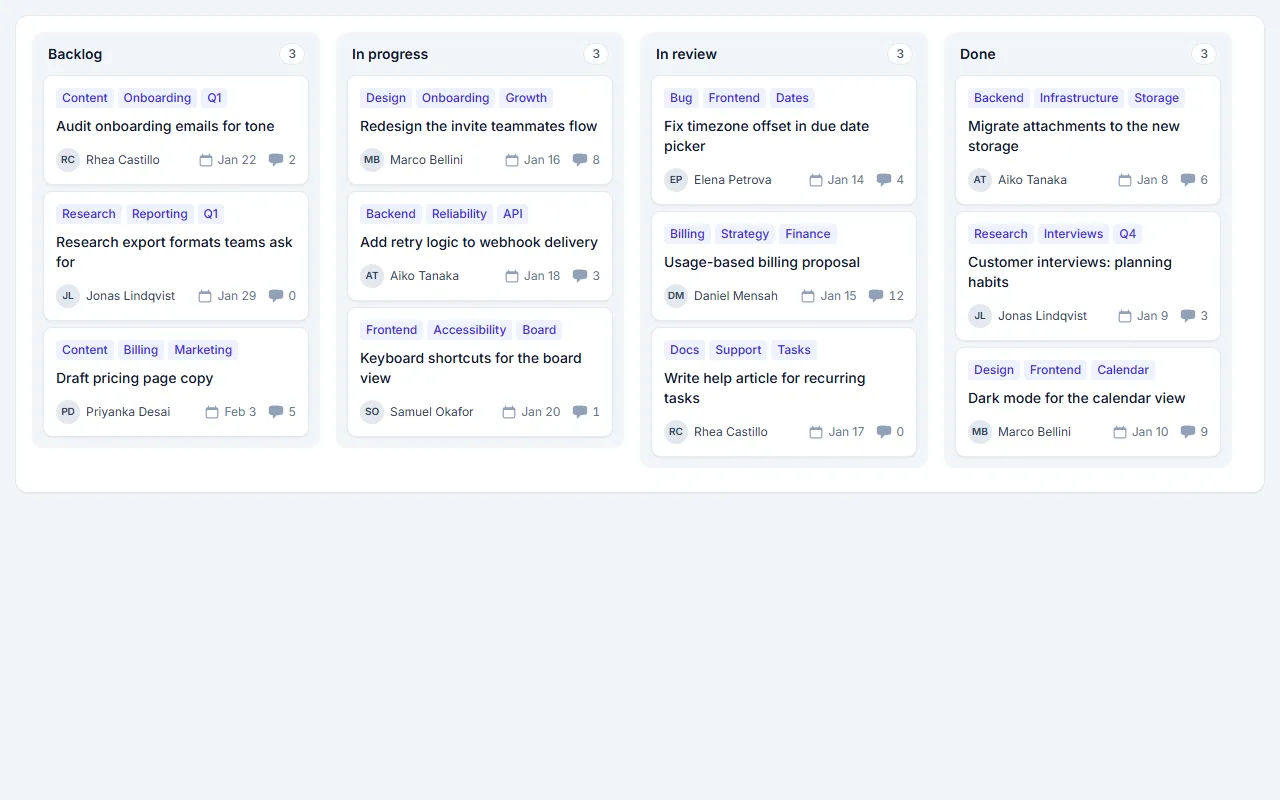 Backlog 3
Content Onboarding Q1
Audit onboarding emails for tone
RC Rhea Castillo Jan 22 2
Research Reporting Q1
Research export formats teams ask
for
JL Jonas Lindqvist Jan 29 0
Content Billing Marketing
Draft pricing page copy
PD Priyanka Desai Feb 3 5
In progress 3
Design Onboarding Growth
Redesign the invite teammates flow
MB Marco Bellini Jan 16 8
Backend Reliability API
Add retry logic to webhook delivery
AT Aiko Tanaka Jan 18 3
Frontend Accessibility Board
Keyboard shortcuts for the board
view
SO Samuel Okafor Jan 20 1
In review 3
Bug Frontend Dates
Fix timezone offset in due date
picker
EP Elena Petrova Jan 14 4
Billing Strategy Finance
Usage-based billing proposal
DM Daniel Mensah Jan 15 12
Docs Support Tasks
Write help article for recurring
tasks
RC Rhea Castillo Jan 17 0
Done 3
Backend Infrastructure Storage
Migrate attachments to the new
storage
AT Aiko Tanaka Jan 8 6
Research Interviews Q4
Customer interviews: planning
habits
JL Jonas Lindqvist Jan 9 3
Design Frontend Calendar
Dark mode for the calendar view
MB Marco Bellini Jan 10 9